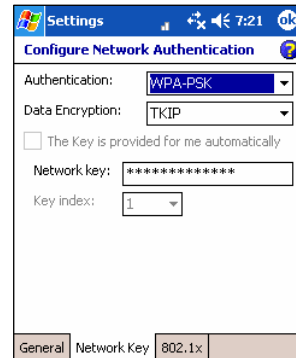 Settings 7:21 ok
Configure Network Authentication ?
Authentication: WPA-PSK
Data Encryption: TKIP
The Key is provided for me automatically
Network key: *************
Key index: 1
General Network Key 802.1x